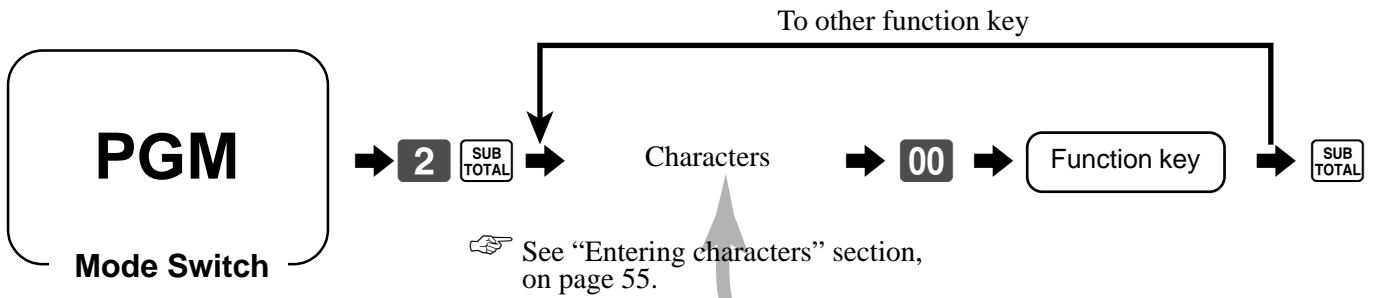 To other function key
PGM
Mode Switch
2
SUB
TOTAL
Characters
00
Function key
SUB
TOTAL
☞ See “Entering characters” section,
on page 55.